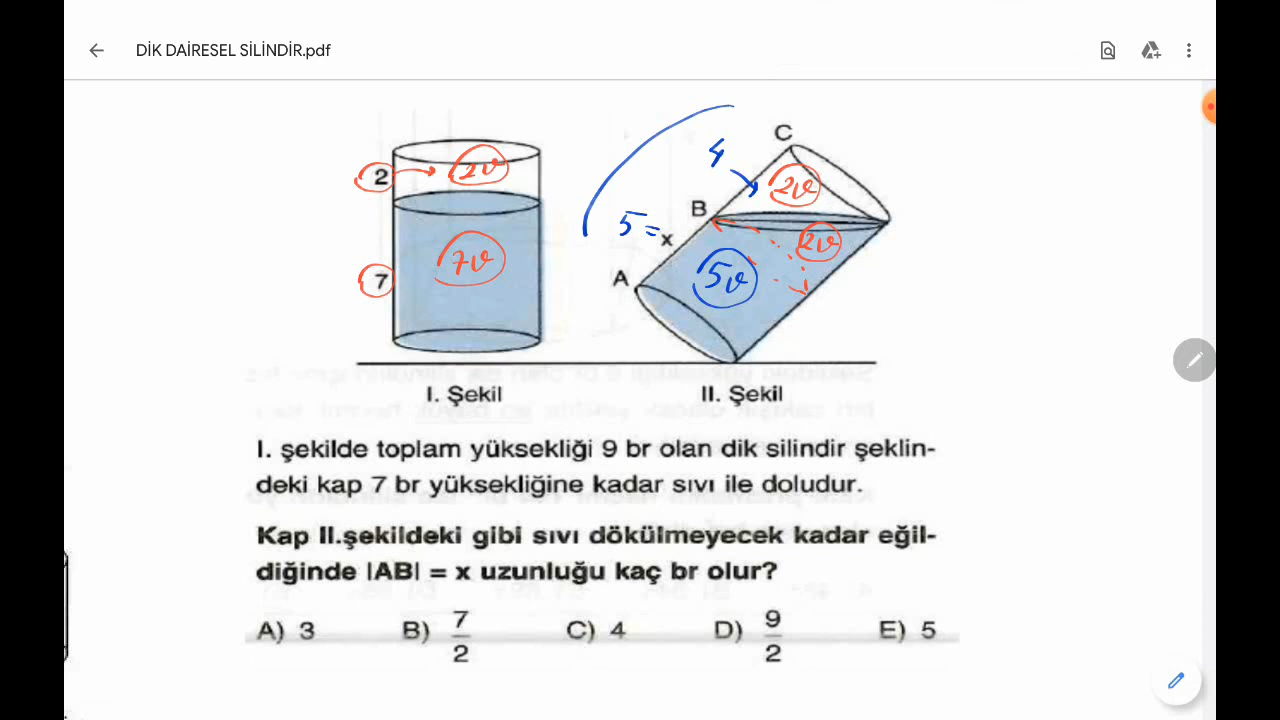 DİK DAİRESEL SİLİNDİR.pdf
2
2v
7
7v
C
4
2v
B
5 = x
2v
5v
A
I. Şekil
II. Şekil
I. şekilde toplam yüksekliği 9 br olan dik silindir şeklin-
deki kap 7 br yüksekliğine kadar sıvı ile doludur.
Kap II.şekildeki gibi sıvı dökülmeyecek kadar eğil-
diğinde |AB| = x uzunluğu kaç br olur?
A) 3 B) 7/2 C) 4 D) 9/2 E) 5